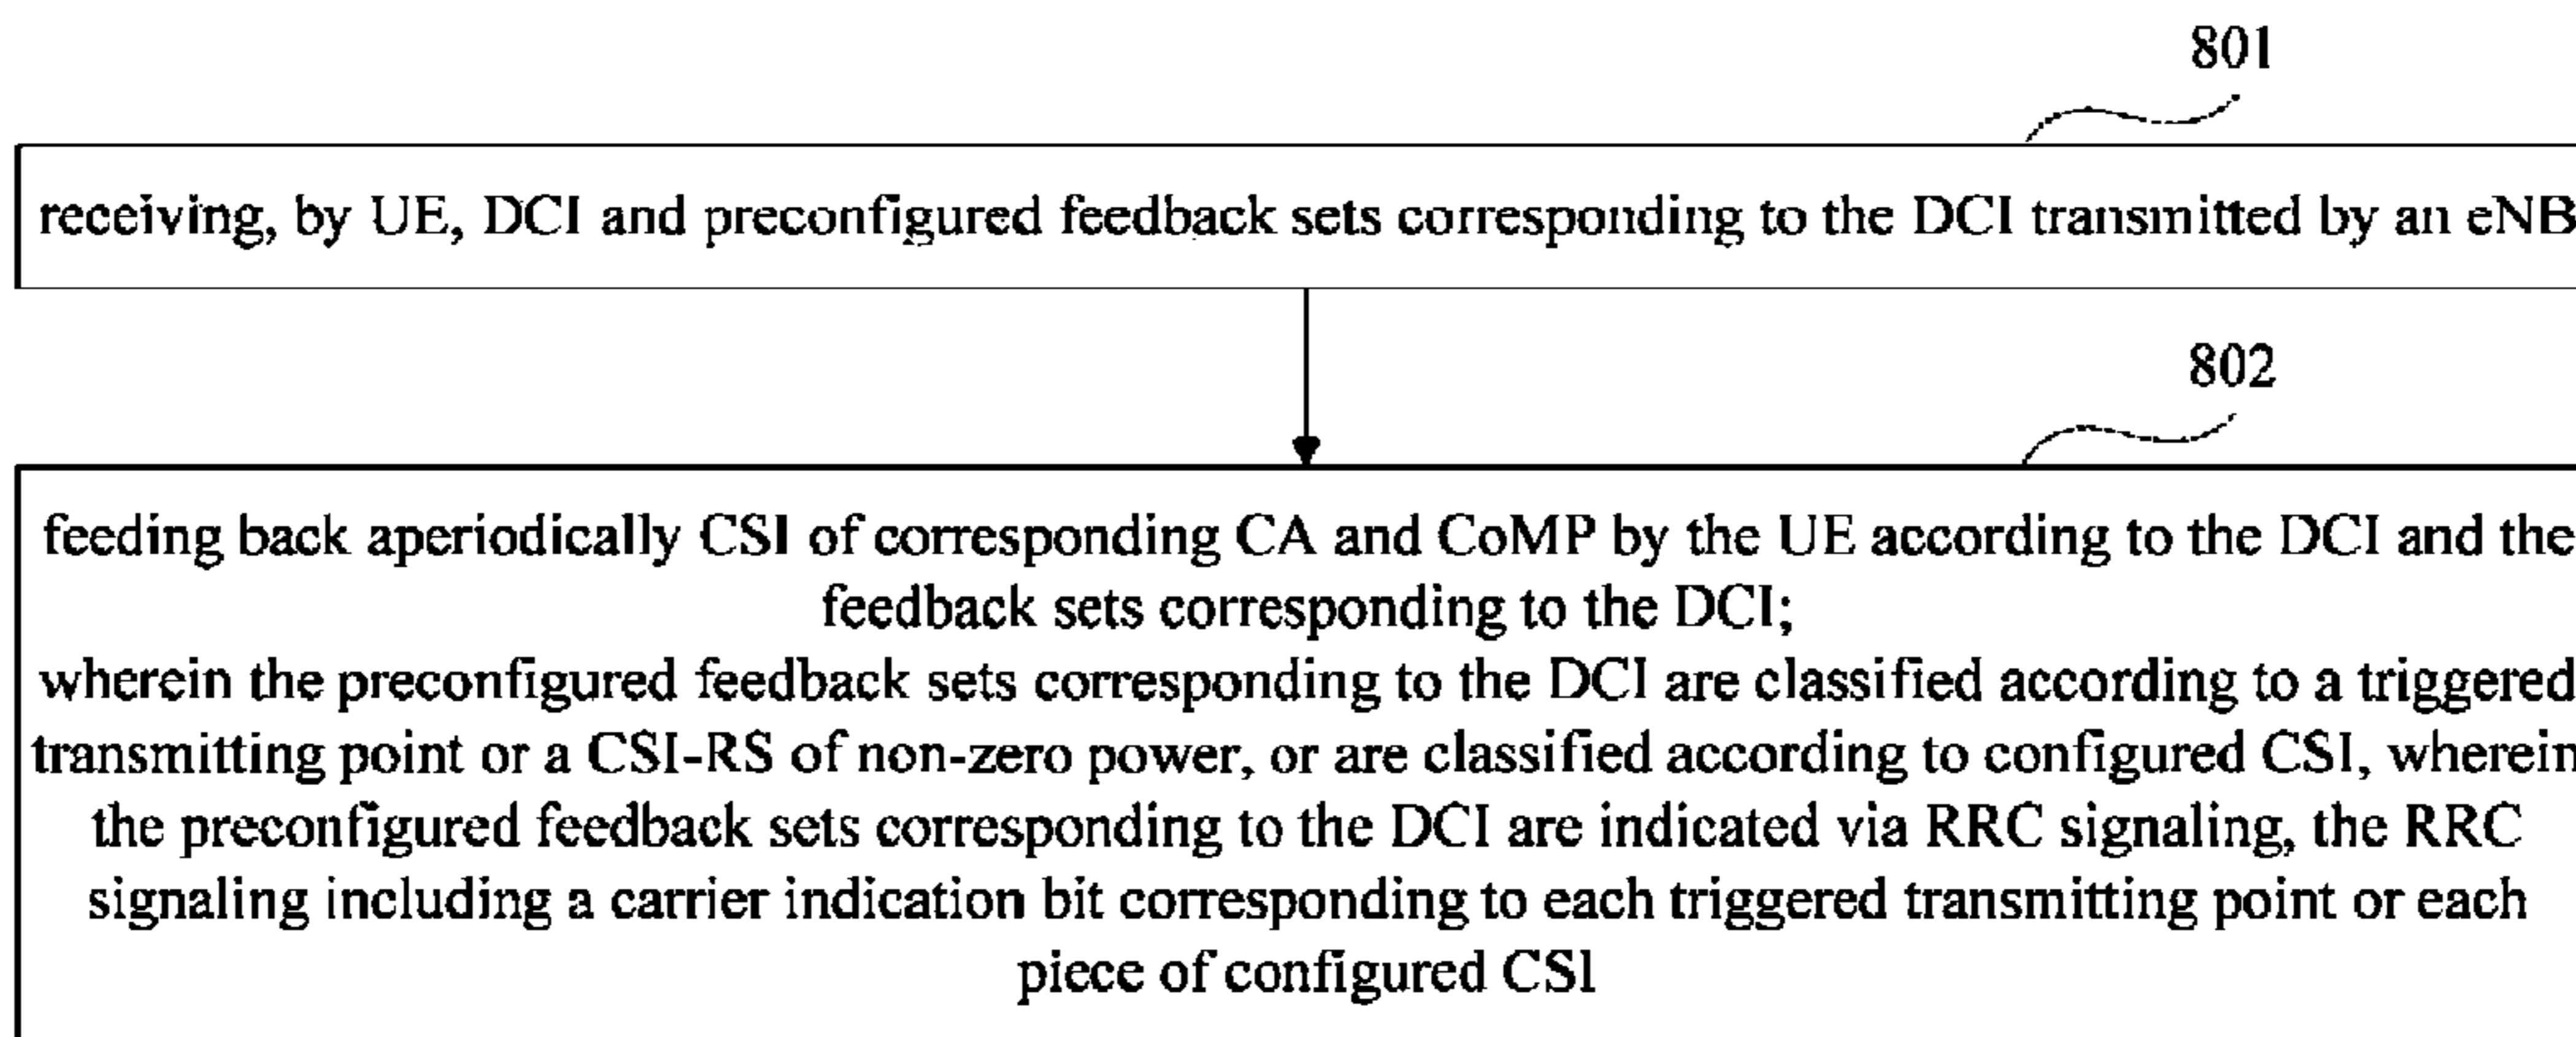 801
receiving, by UE, DCI and preconfigured feedback sets corresponding to the DCI transmitted by an eNB
802
feeding back aperiodically CSI of corresponding CA and CoMP by the UE according to the DCI and the
feedback sets corresponding to the DCI;
wherein the preconfigured feedback sets corresponding to the DCI are classified according to a triggered
transmitting point or a CSI-RS of non-zero power, or are classified according to configured CSI, wherein
the preconfigured feedback sets corresponding to the DCI are indicated via RRC signaling, the RRC
signaling including a carrier indication bit corresponding to each triggered transmitting point or each
piece of configured CSI